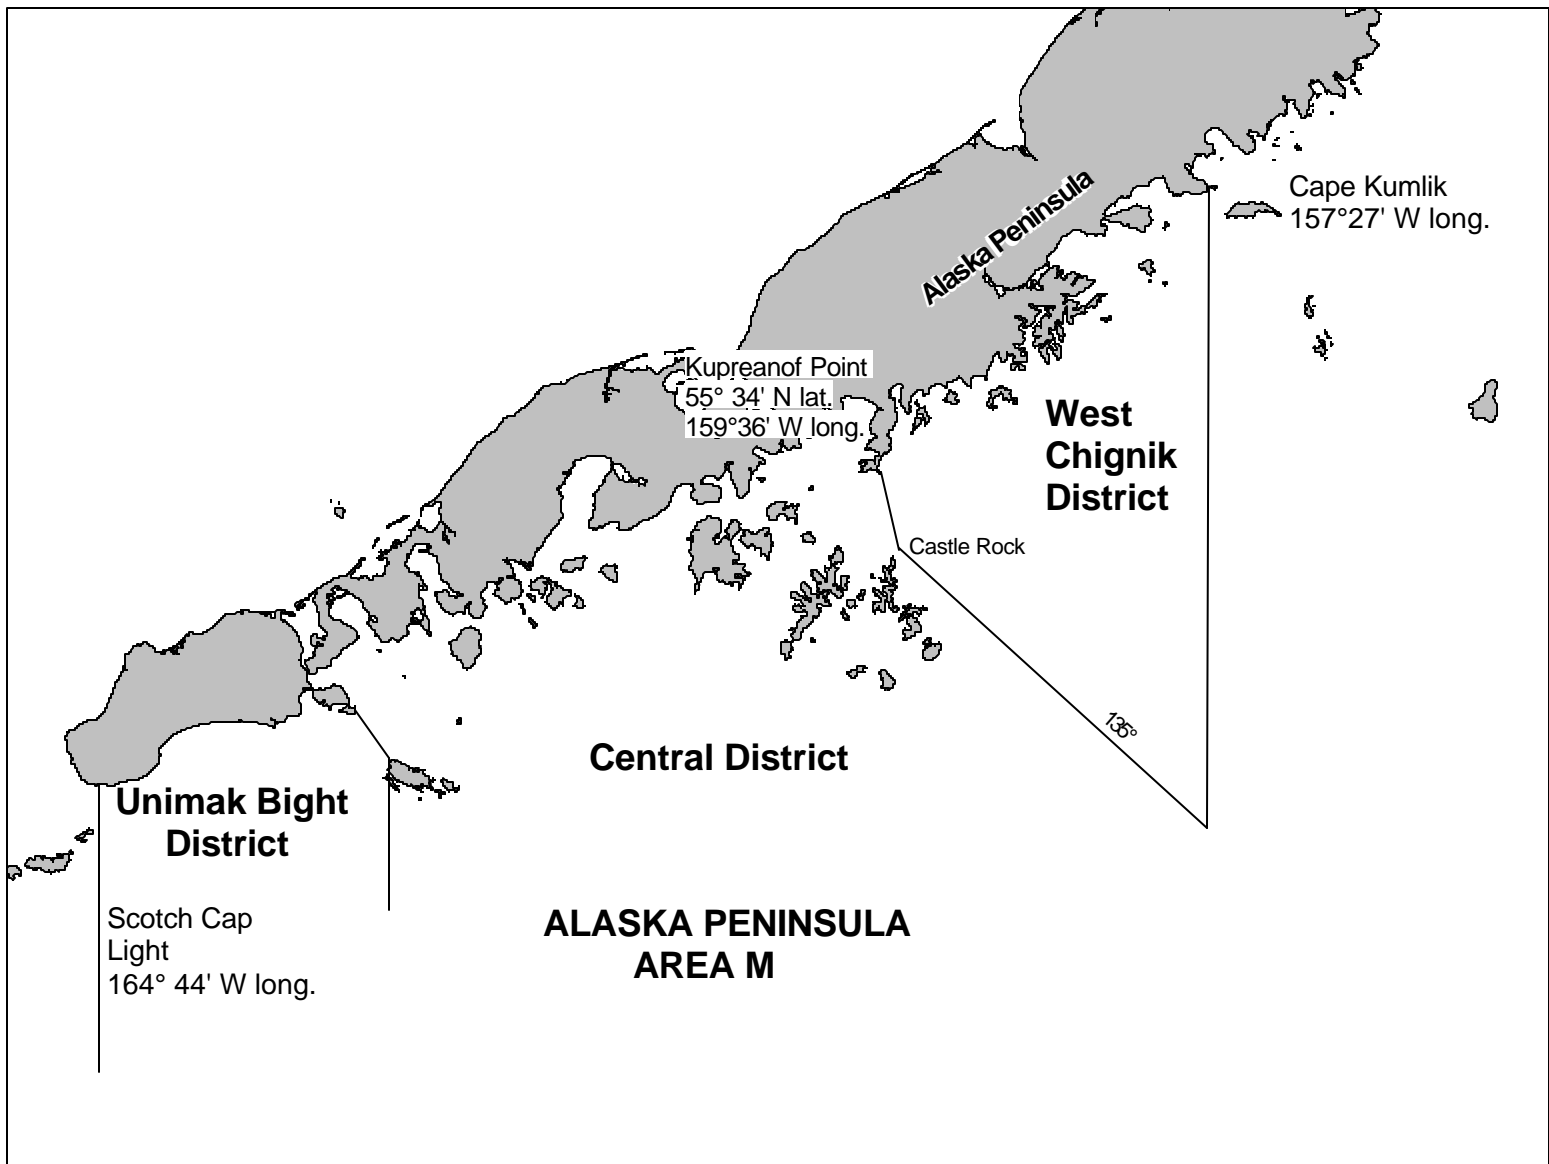 Cape Kumlik
157°27' W long.
Alaska Peninsula
Kupreanof Point
55° 34' N lat.
159°36' W long.
West
Chignik
District
Castle Rock
135°
Central District
Unimak Bight
District
Scotch Cap
Light
164° 44' W long.
ALASKA PENINSULA
AREA M